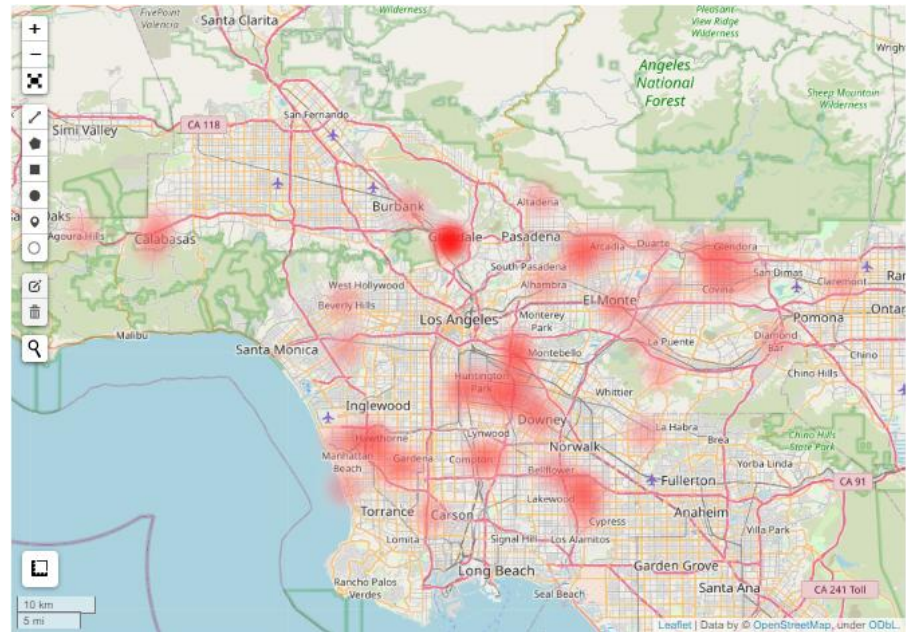 FivePoint
Valencia
Santa Clarita
Wilderness
Pleasant
View Ridge
Wilderness
Angeles
National
Forest
Wright
Sheep Mountain
Wilderness
San Fernando
CA 118
Simi Valley
Burbank
Altadena
Oaks
Agoura Hills
Calabasas
Pasadena
Arcadia
Duarte
Glendora
South Pasadena
San Dimas
Claremont
West Hollywood
Alhambra
El Monte
Covina
Beverly Hills
Los Angeles
Monterey
Park
Pomona
Ontar
Malibu
Santa Monica
Montebello
La Puente
Diamond
Bar
Chino
Huntington
Park
Whittier
Chino Hills
Inglewood
Downey
Hawthorne
Lynwood
Norwalk
La Habra
Brea
Chino Hills
State Park
Manhattan
Beach
Gardena
Compton
Bellflower
Yorba Linda
Fullerton
CA 91
Torrance
Carson
Lakewood
Cypress
Anaheim
Villa Park
Lomita
Signal Hill
Los Alamitos
Long Beach
Garden Grove
Rancho Palos
Verdes
Seal Beach
Santa Ana
CA 241 Toll
10 km
5 mi
Leaflet | Data by © OpenStreetMap, under ODbL.